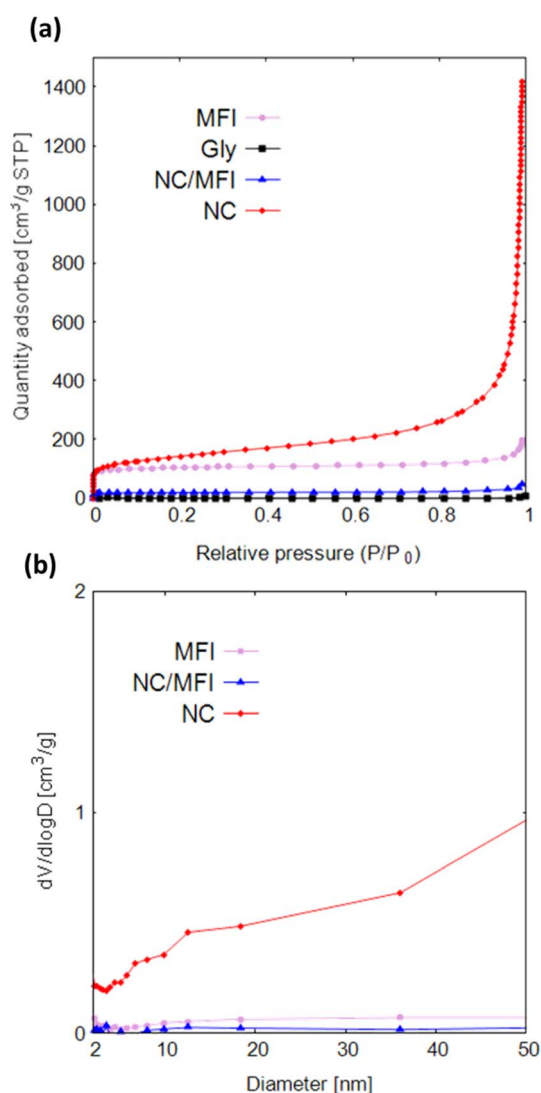 (a)
1400
1200
1000
800
600
400
200
0
Quantity adsorbed [cm³/g STP]
MFI
Gly
NC/MFI
NC
0 0.2 0.4 0.6 0.8 1
Relative pressure (P/P₀)
(b)
2
1
0
dV/dlogD [cm³/g]
MFI
NC/MFI
NC
2 10 20 30 40 50
Diameter [nm]